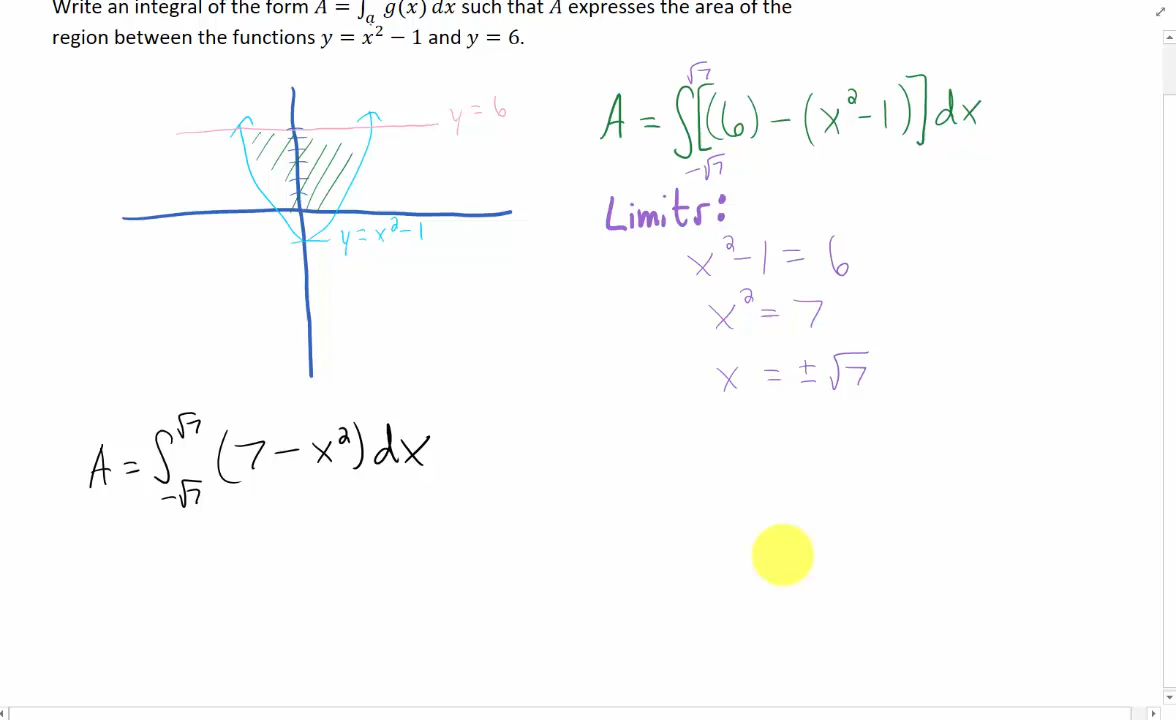 Write an integral of the form A = ∫ₐ g(x) dx such that A expresses the area of the
region between the functions y = x² − 1 and y = 6.
y = 6
y = x² − 1
A = ∫_{-√7}^{√7} [(6) − (x² − 1)] dx
Limits:
x² − 1 = 6
x² = 7
x = ± √7
A = ∫_{-√7}^{√7} (7 − x²) dx